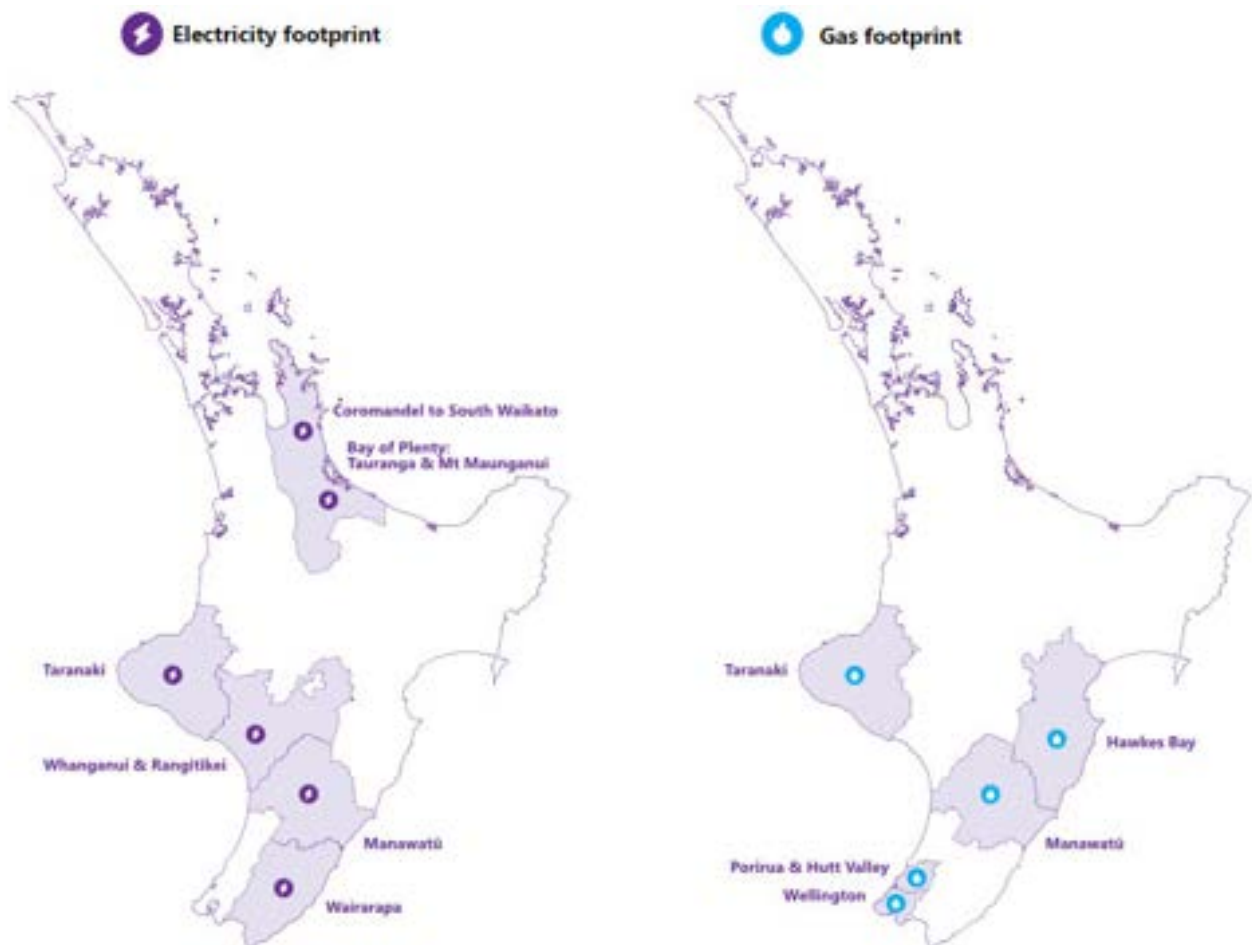 Electricity footprint
Coromandel to South Waikato
Bay of Plenty:
Tauranga & Mt Maunganui
Taranaki
Whanganui & Rangitikei
Manawatū
Wairarapa
Gas footprint
Taranaki
Hawkes Bay
Manawatū
Porirua & Hutt Valley
Wellington